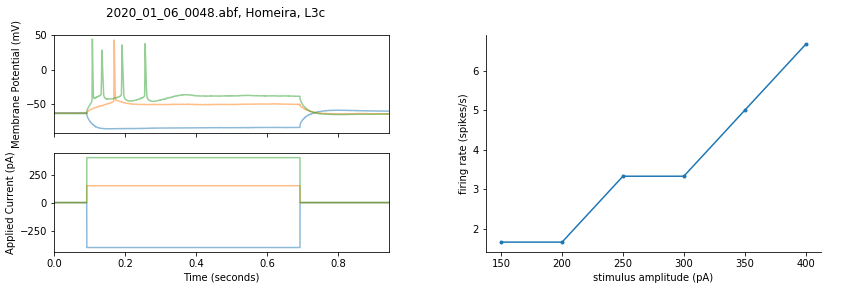 2020_01_06_0048.abf, Homeira, L3c
Membrane Potential (mV)
50
0
−50
Applied Current (pA)
250
0
−250
0.0 0.2 0.4 0.6 0.8
Time (seconds)
firing rate (spikes/s)
6
5
4
3
2
150 200 250 300 350 400
stimulus amplitude (pA)